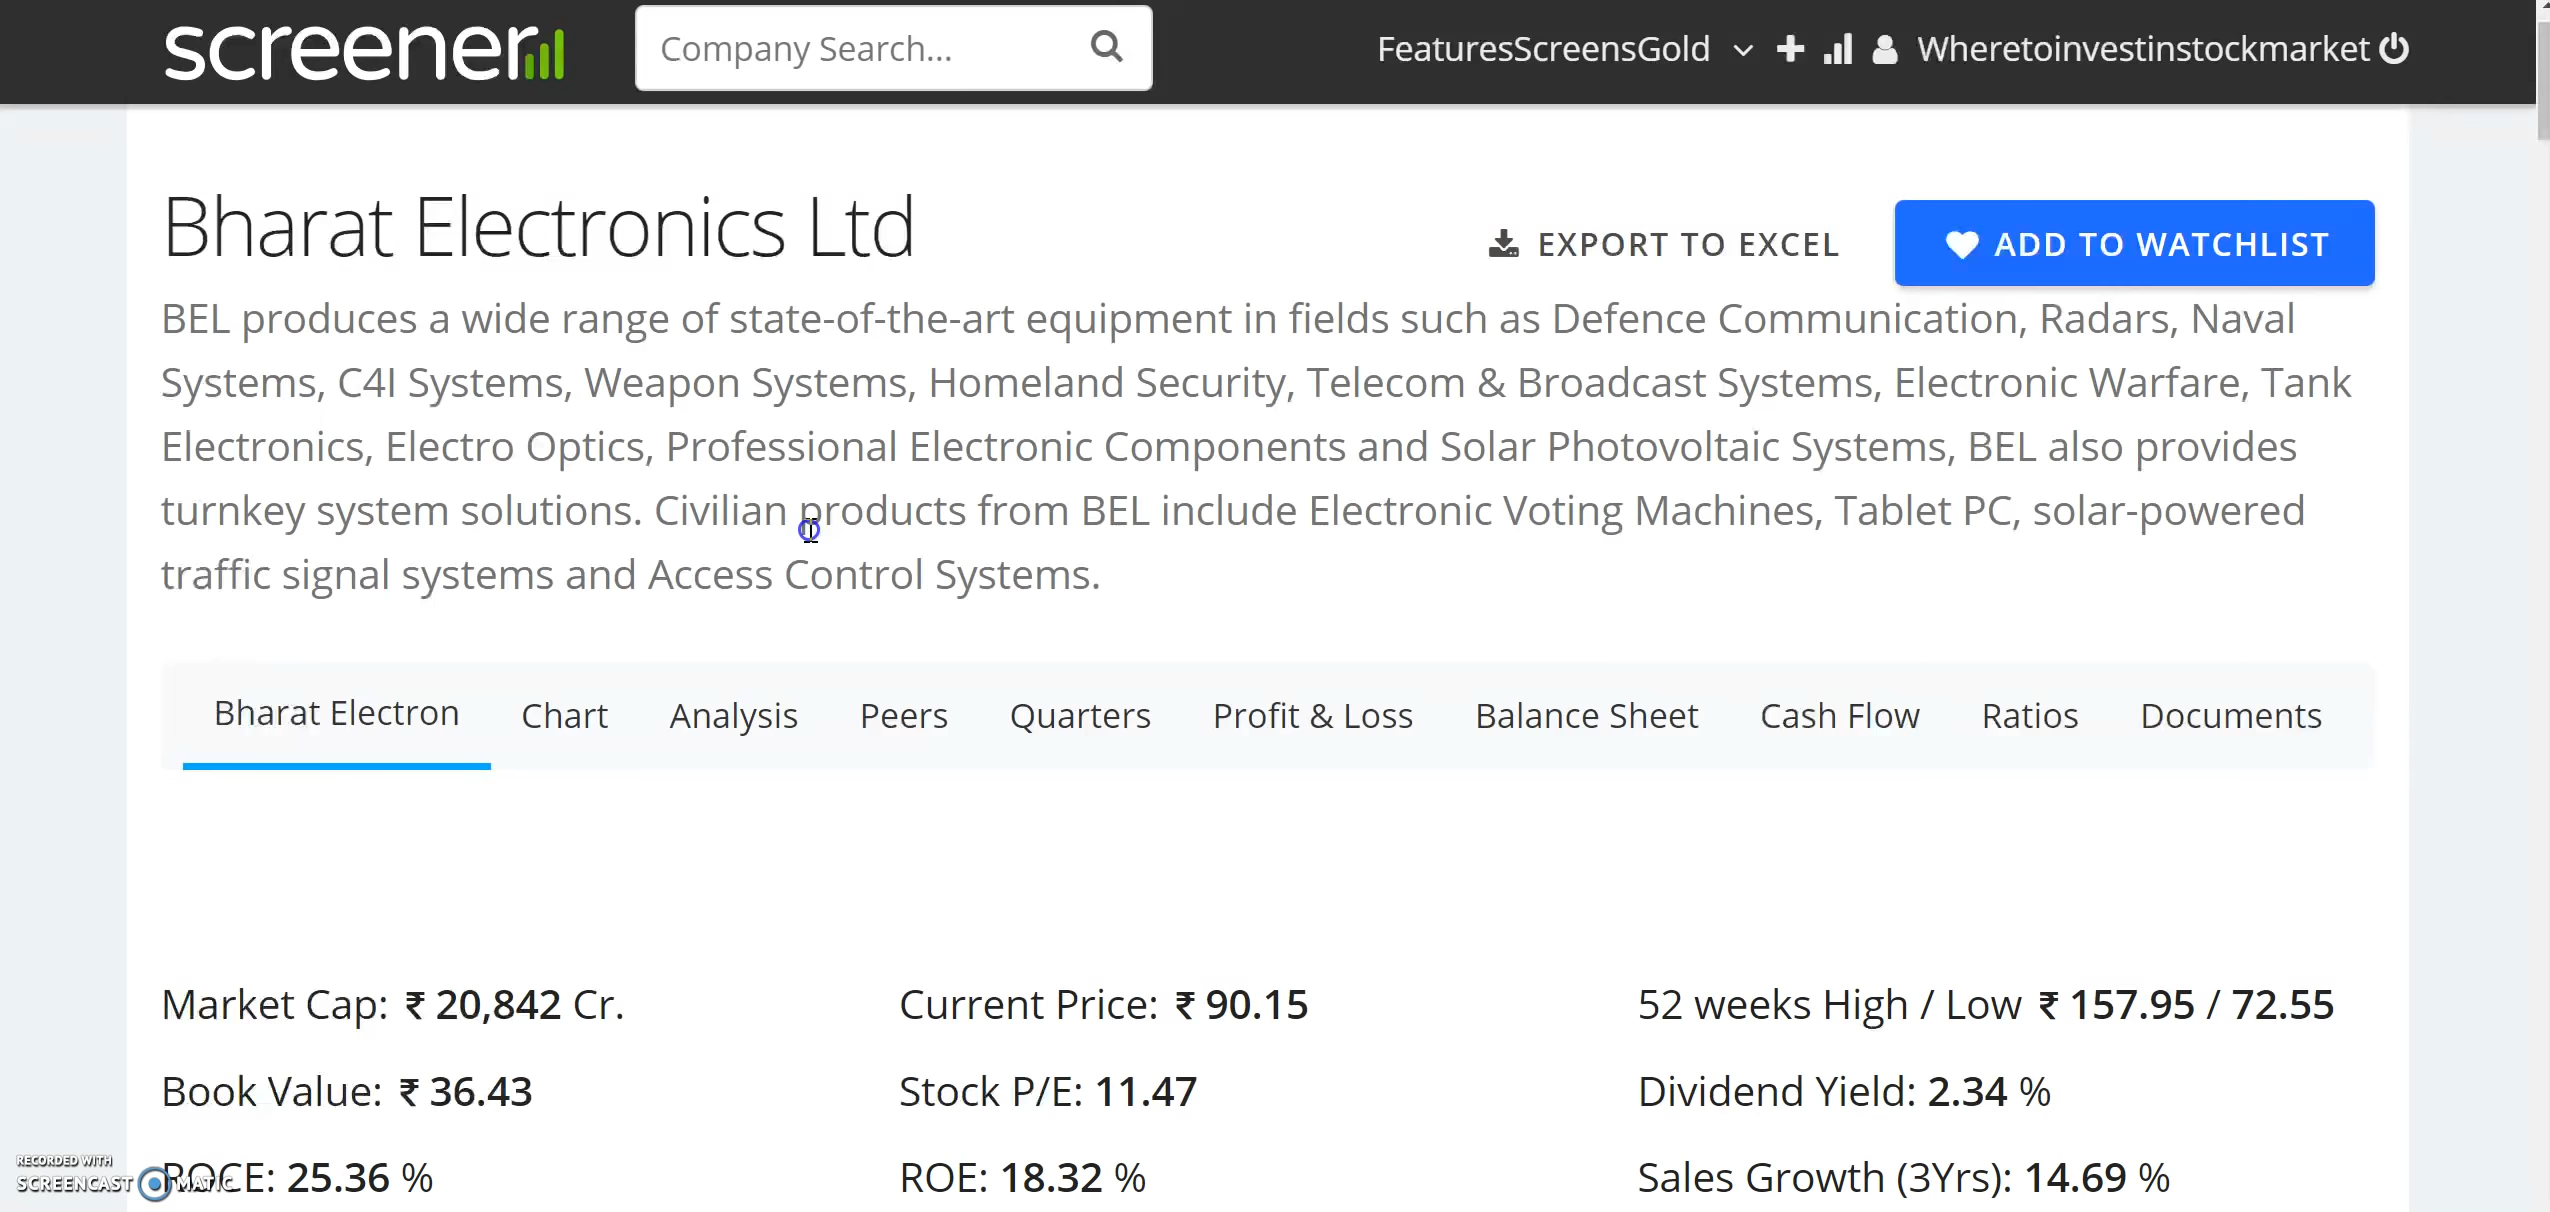 screener Company Search... FeaturesScreensGold Wheretoinvestinstockmarket
Bharat Electronics Ltd
EXPORT TO EXCEL ADD TO WATCHLIST
BEL produces a wide range of state-of-the-art equipment in fields such as Defence Communication, Radars, Naval
Systems, C4I Systems, Weapon Systems, Homeland Security, Telecom & Broadcast Systems, Electronic Warfare, Tank
Electronics, Electro Optics, Professional Electronic Components and Solar Photovoltaic Systems, BEL also provides
turnkey system solutions. Civilian products from BEL include Electronic Voting Machines, Tablet PC, solar-powered
traffic signal systems and Access Control Systems.
Bharat Electron Chart Analysis Peers Quarters Profit & Loss Balance Sheet Cash Flow Ratios Documents
Market Cap: ₹ 20,842 Cr. Current Price: ₹ 90.15 52 weeks High / Low ₹ 157.95 / 72.55
Book Value: ₹ 36.43 Stock P/E: 11.47 Dividend Yield: 2.34 %
ROCE: 25.36 % ROE: 18.32 % Sales Growth (3Yrs): 14.69 %
RECORDED WITH
SCREENCAST MATIC